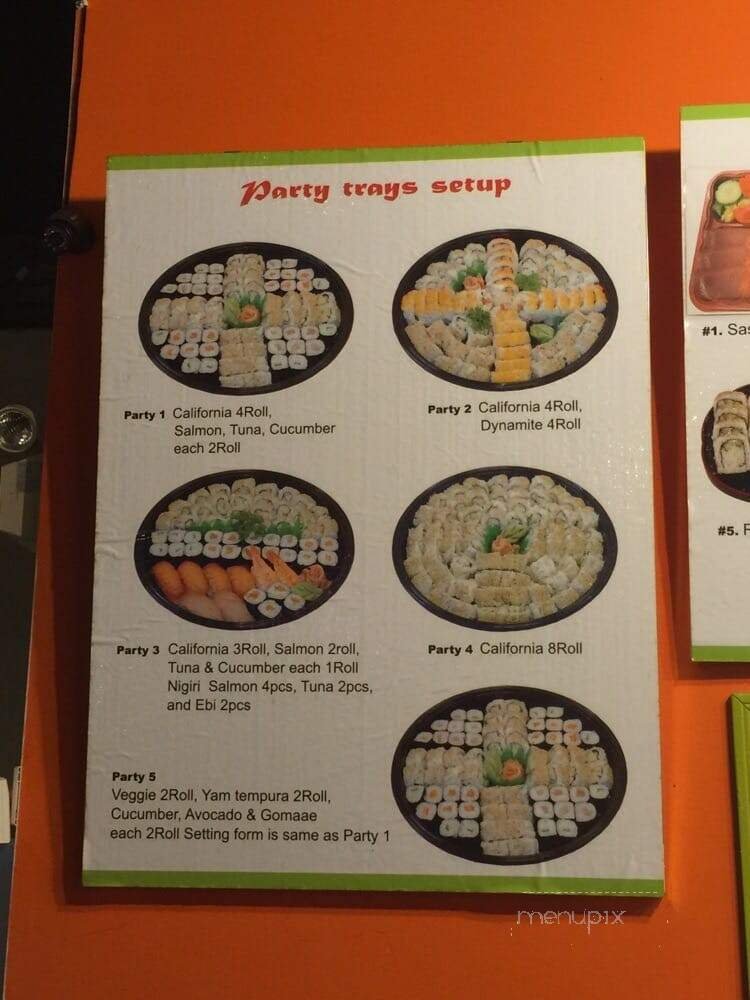 Party trays setup
Party 1 California 4Roll,
Salmon, Tuna, Cucumber
each 2Roll
Party 2 California 4Roll,
Dynamite 4Roll
Party 3 California 3Roll, Salmon 2roll,
Tuna & Cucumber each 1Roll
Nigiri Salmon 4pcs, Tuna 2pcs,
and Ebi 2pcs
Party 4 California 8Roll
Party 5
Veggie 2Roll, Yam tempura 2Roll,
Cucumber, Avocado & Gomaae
each 2Roll Setting form is same as Party 1
#1.
#5.
menupix